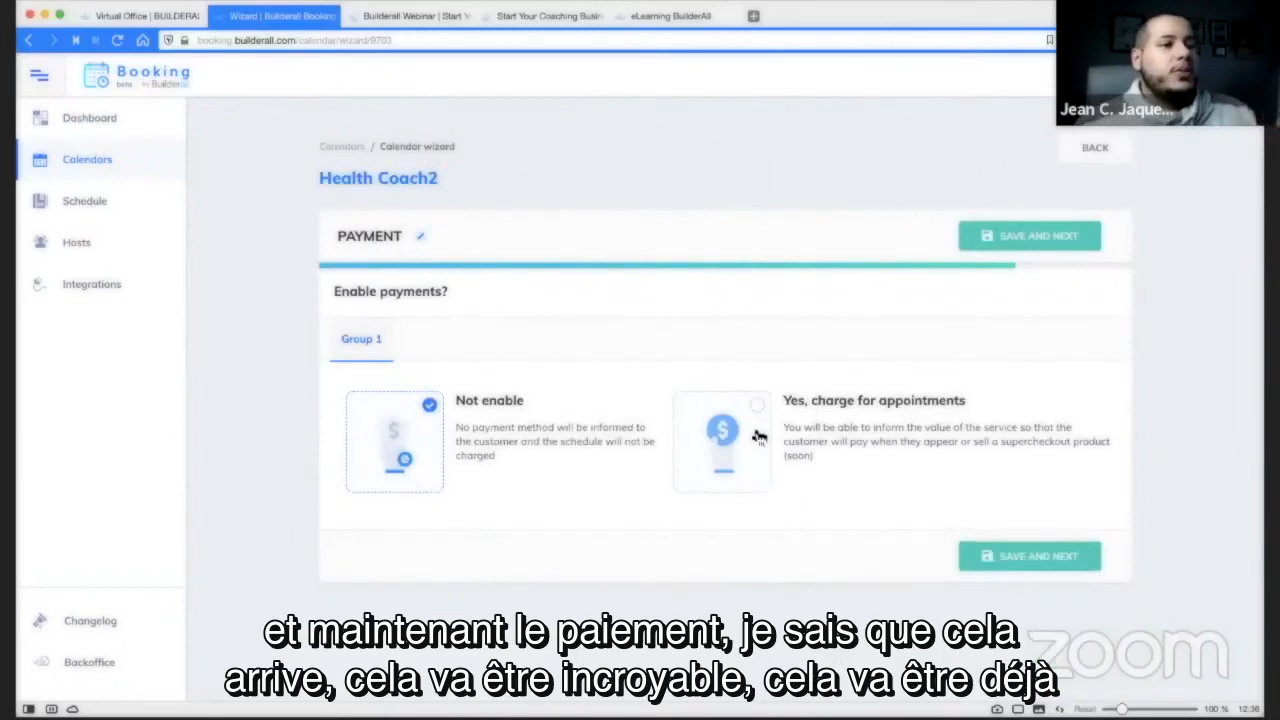 Virtual Office | BUILDERAL
Wizard | Builderall Booking
Builderall Webinar | Start Y
Start Your Coaching Busin
eLearning BuilderAll
booking.builderall.com/calendar/wizard/9703
Booking
beta by Builderall
Jean C. Jaque...
Dashboard
Calendars
Schedule
Hosts
Integrations
Changelog
Backoffice
Calendars / Calendar wizard
BACK
Health Coach2
PAYMENT
SAVE AND NEXT
Enable payments?
Group 1
Not enable
No payment method will be informed to
the customer and the schedule will not be
charged
Yes, charge for appointments
You will be able to inform the value of the service so that the
customer will pay when they appear or sell a supercheckout product
(soon)
SAVE AND NEXT
et maintenant le paiement, je sais que cela
arrive, cela va être incroyable, cela va être déjà
zoom
Reset
100 %
12:36